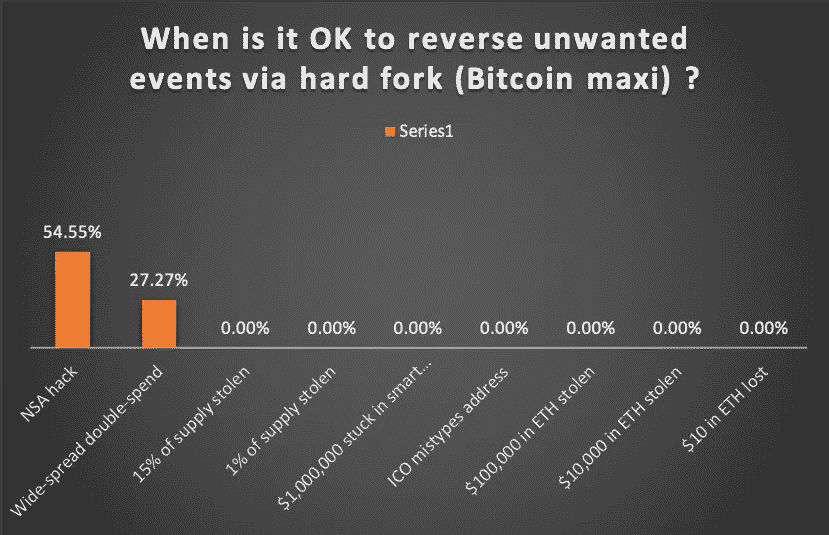 When is it OK to reverse unwanted
events via hard fork (Bitcoin maxi) ?
Series1
54.55%
27.27%
0.00%
0.00%
0.00%
0.00%
0.00%
0.00%
0.00%
NSA hack
Wide-spread double-spend
15% of supply stolen
1% of supply stolen
$1,000,000 stuck in smart...
ICO mistypes address
$100,000 in ETH stolen
$10,000 in ETH stolen
$10 in ETH lost